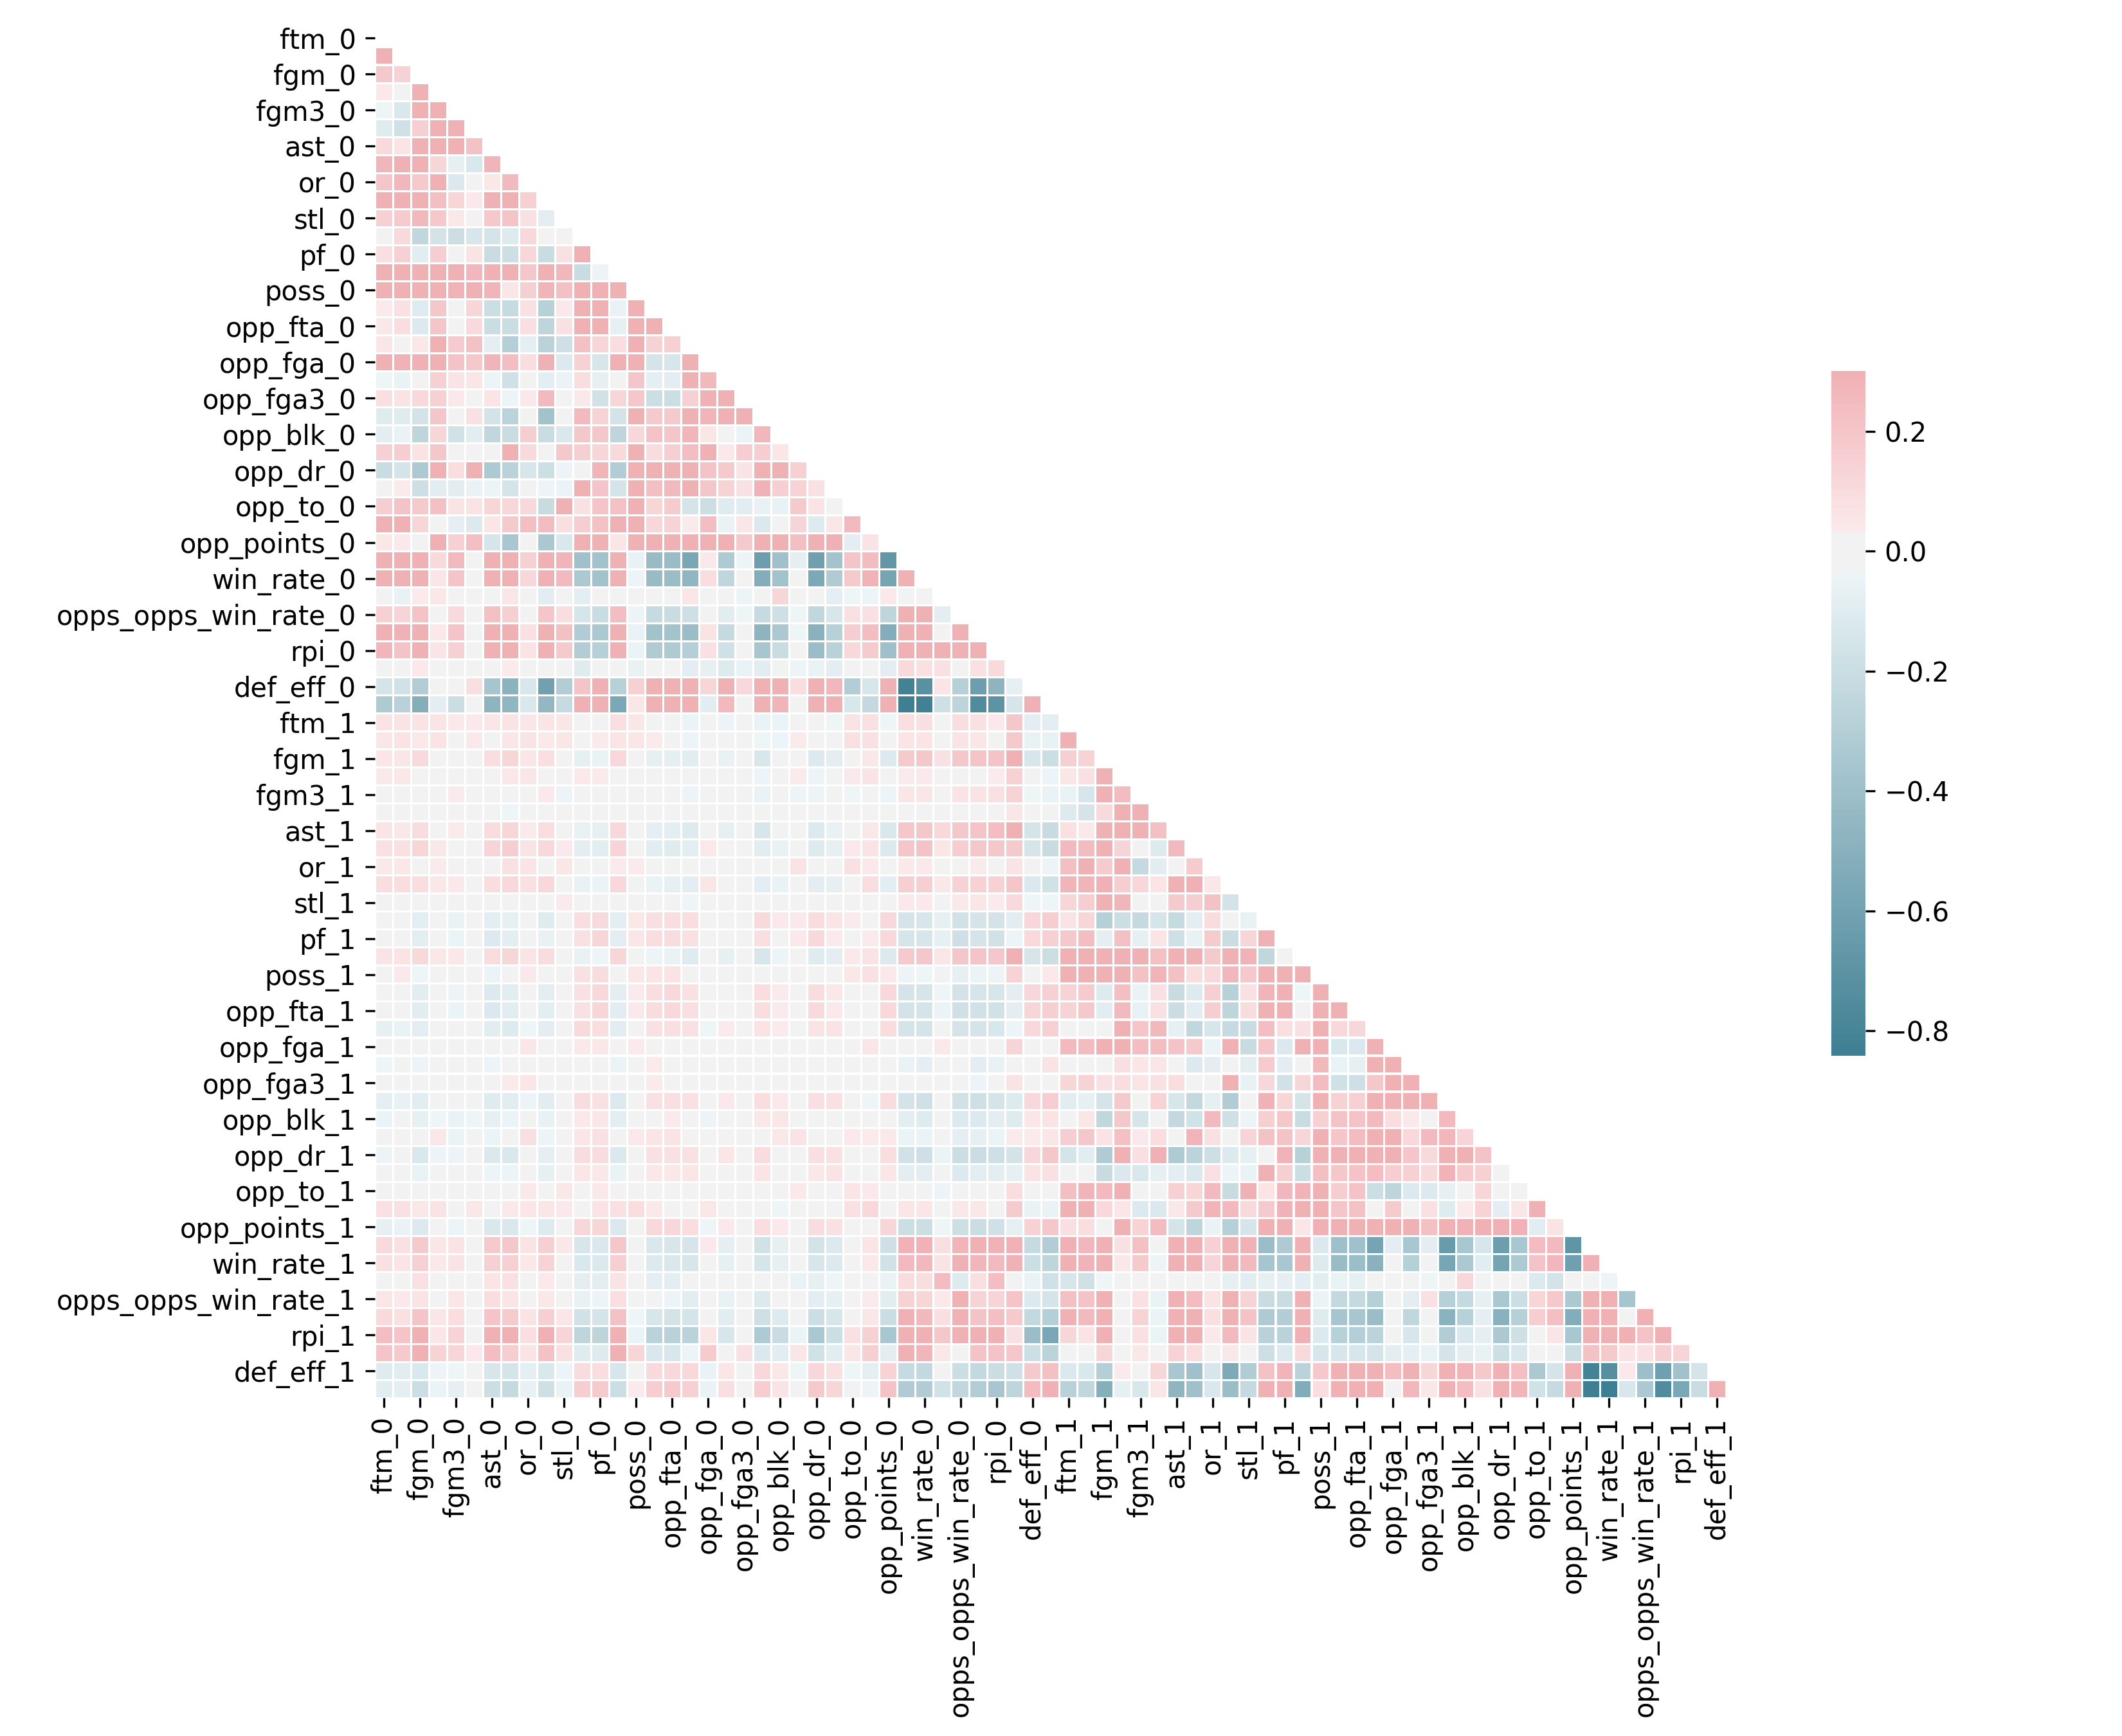 ftm_0
fgm_0
fgm3_0
ast_0
or_0
stl_0
pf_0
poss_0
opp_fta_0
opp_fga_0
opp_fga3_0
opp_blk_0
opp_dr_0
opp_to_0
opp_points_0
win_rate_0
opps_opps_win_rate_0
rpi_0
def_eff_0
ftm_1
fgm_1
fgm3_1
ast_1
or_1
stl_1
pf_1
poss_1
opp_fta_1
opp_fga_1
opp_fga3_1
opp_blk_1
opp_dr_1
opp_to_1
opp_points_1
win_rate_1
opps_opps_win_rate_1
rpi_1
def_eff_1
ftm_0
fgm_0
fgm3_0
ast_0
or_0
stl_0
pf_0
poss_0
opp_fta_0
opp_fga_0
opp_fga3_0
opp_blk_0
opp_dr_0
opp_to_0
opp_points_0
win_rate_0
opps_opps_win_rate_0
rpi_0
def_eff_0
ftm_1
fgm_1
fgm3_1
ast_1
or_1
stl_1
pf_1
poss_1
opp_fta_1
opp_fga_1
opp_fga3_1
opp_blk_1
opp_dr_1
opp_to_1
opp_points_1
win_rate_1
opps_opps_win_rate_1
rpi_1
def_eff_1
0.2
0.0
−0.2
−0.4
−0.6
−0.8